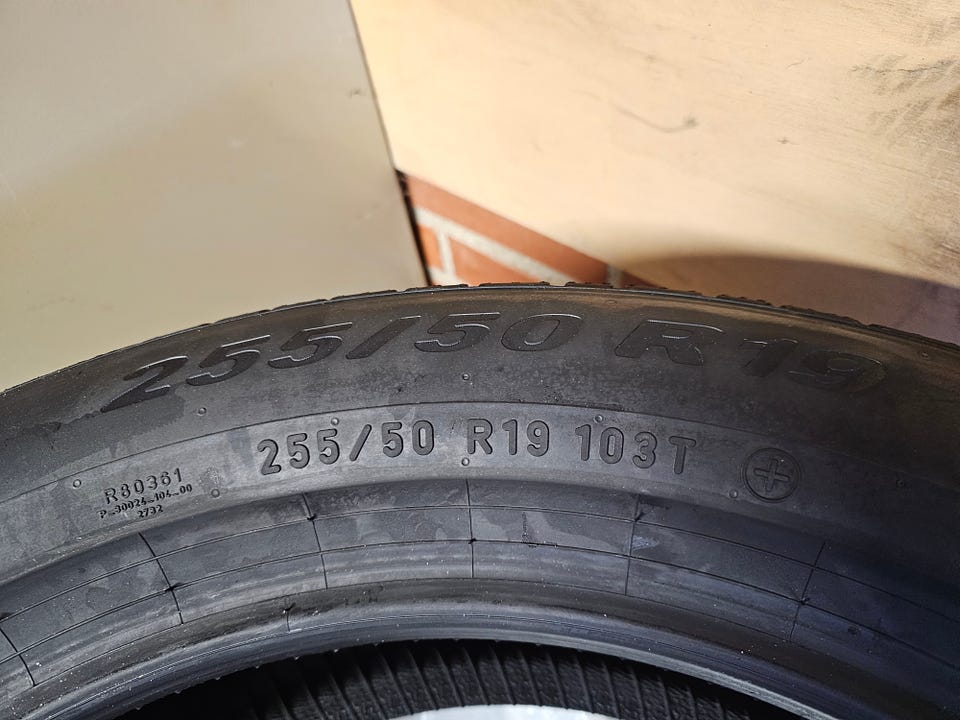 255/50 R19
255/50 R19 103T
R80361
P-30024-104-00
2732